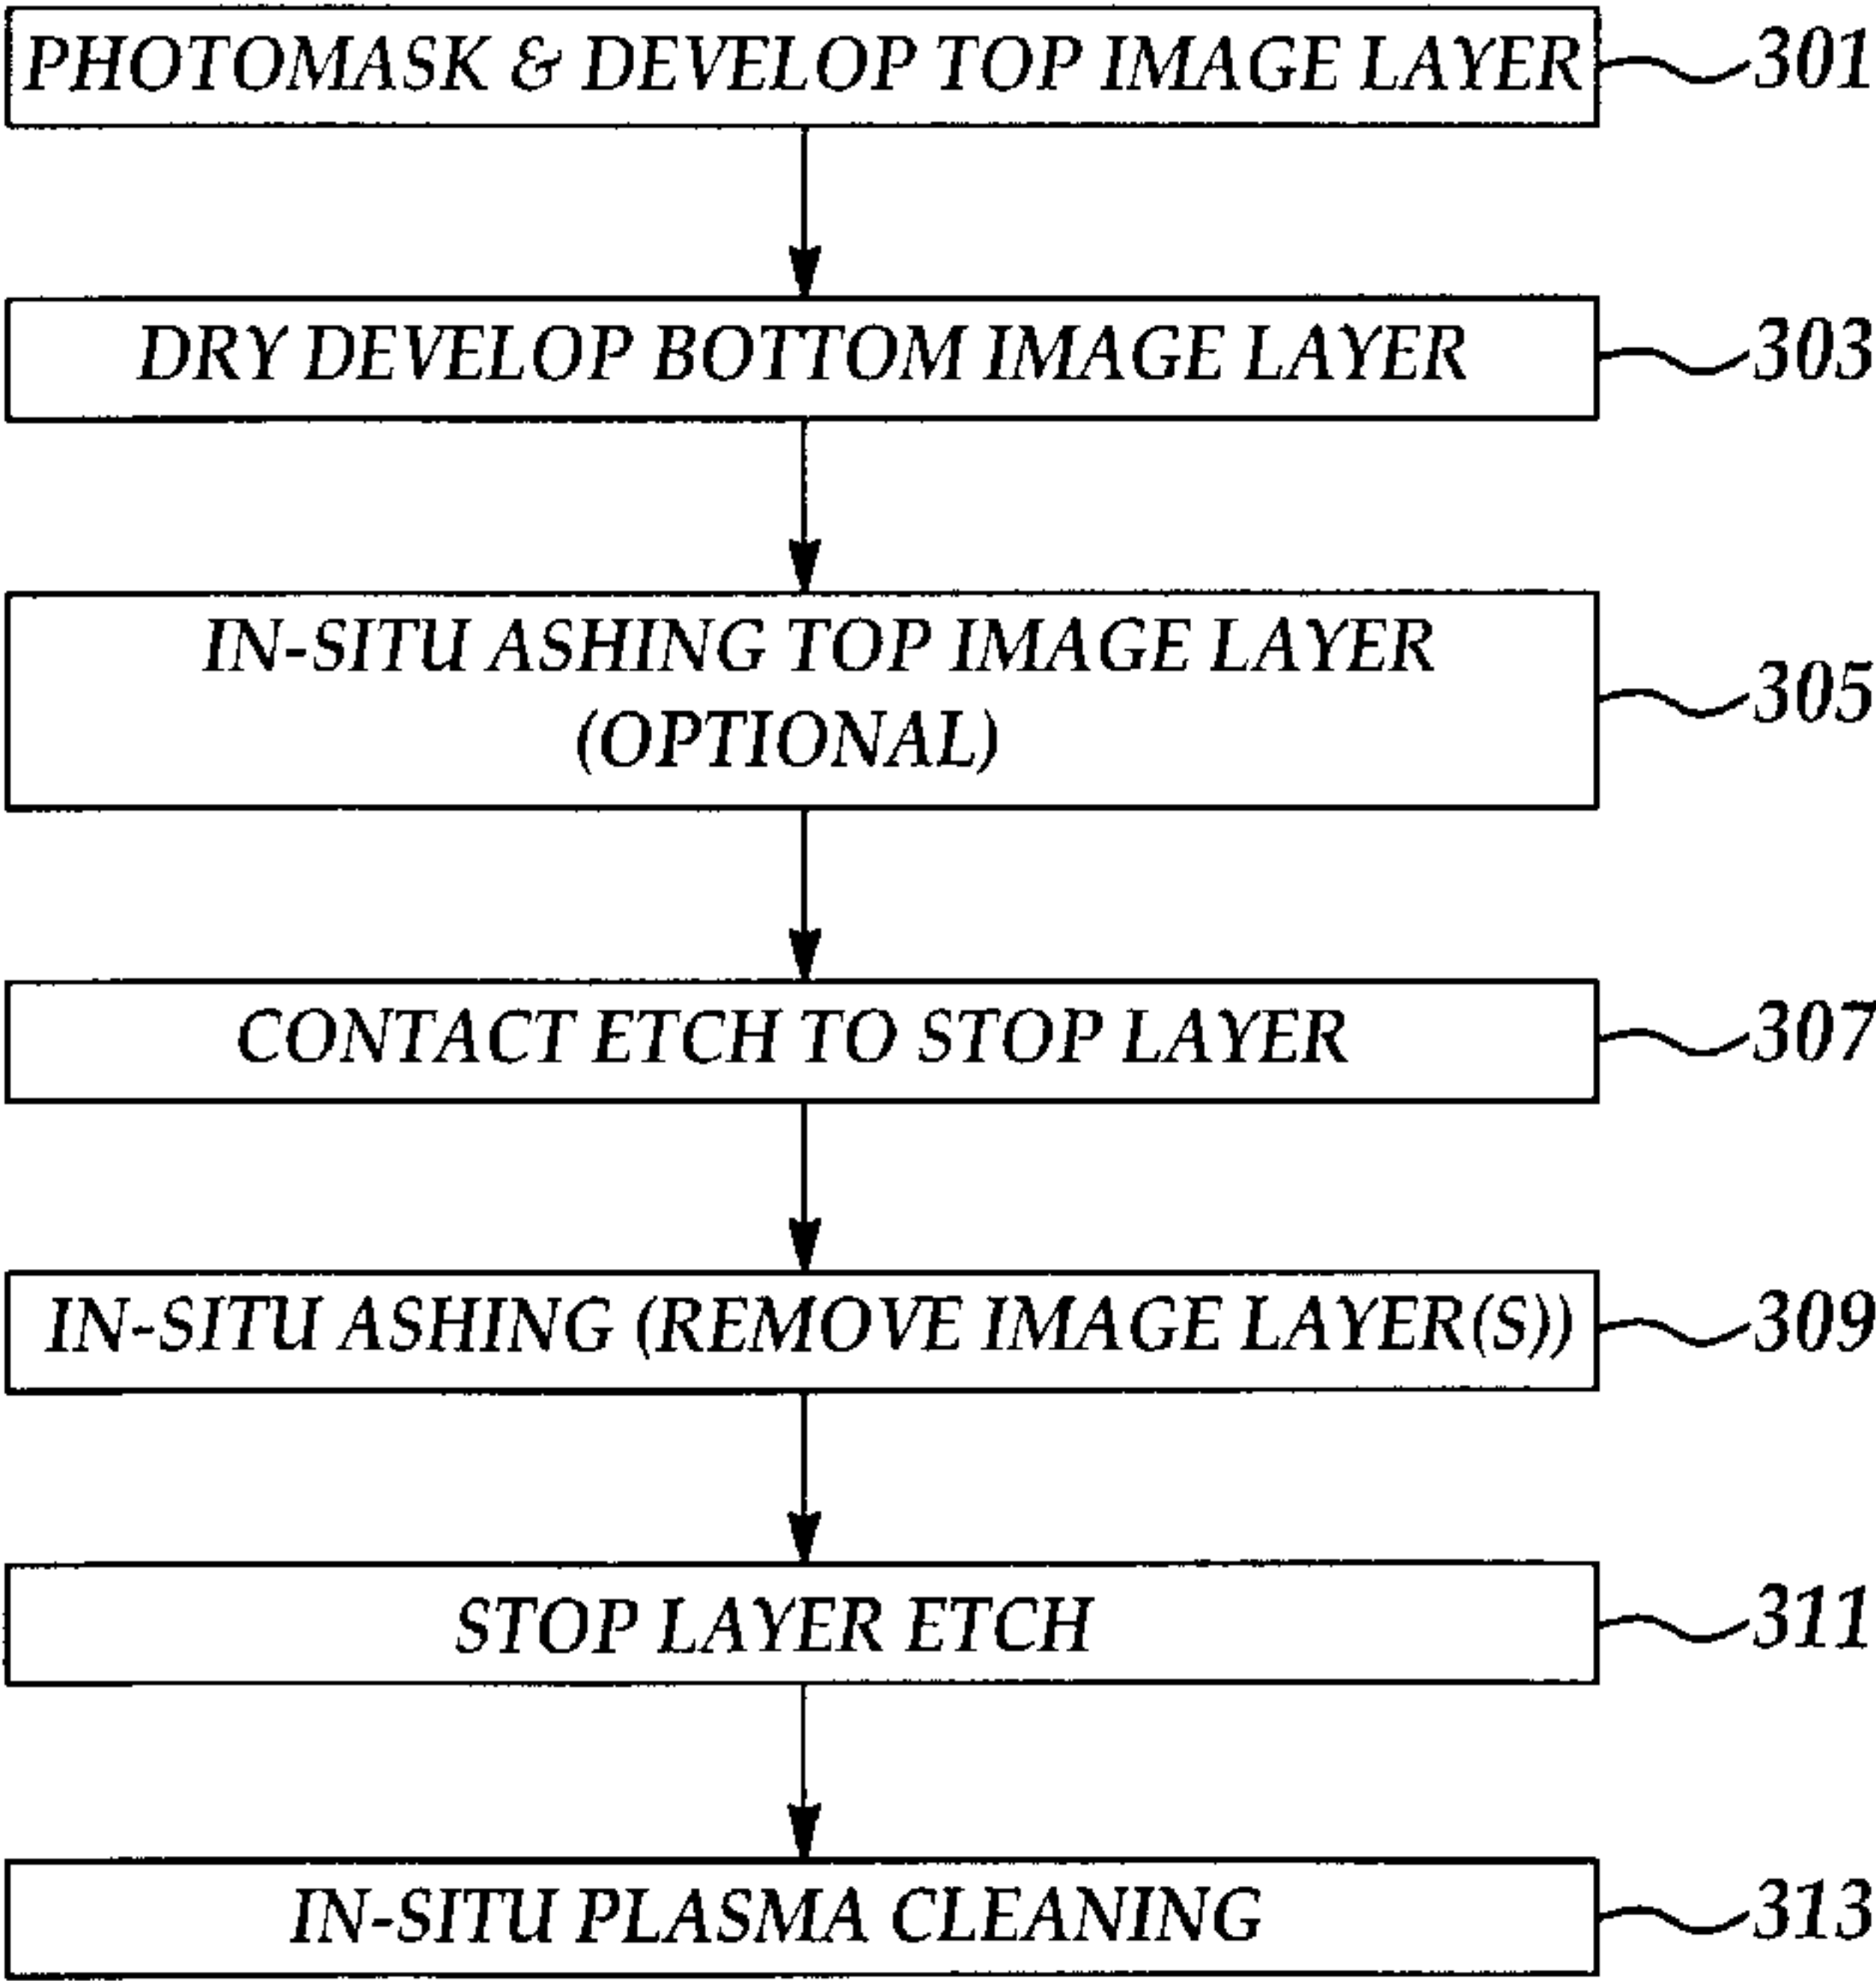 PHOTOMASK & DEVELOP TOP IMAGE LAYER 301
DRY DEVELOP BOTTOM IMAGE LAYER 303
IN-SITU ASHING TOP IMAGE LAYER
(OPTIONAL) 305
CONTACT ETCH TO STOP LAYER 307
IN-SITU ASHING (REMOVE IMAGE LAYER(S)) 309
STOP LAYER ETCH 311
IN-SITU PLASMA CLEANING 313